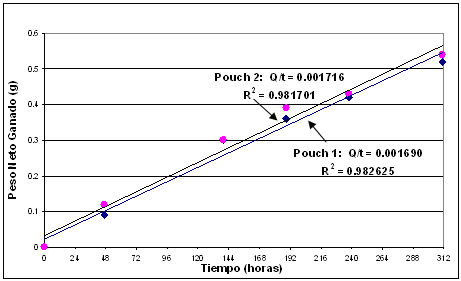 0.6
0.5
0.4
0.3
0.2
0.1
0
Peso Neto Ganado (g)
Pouch 2: Q/t = 0.001716
R2 = 0.981701
Pouch 1: Q/t = 0.001690
R2 = 0.982625
0 24 48 72 96 120 144 168 192 216 240 264 288 312
Tiempo (horas)